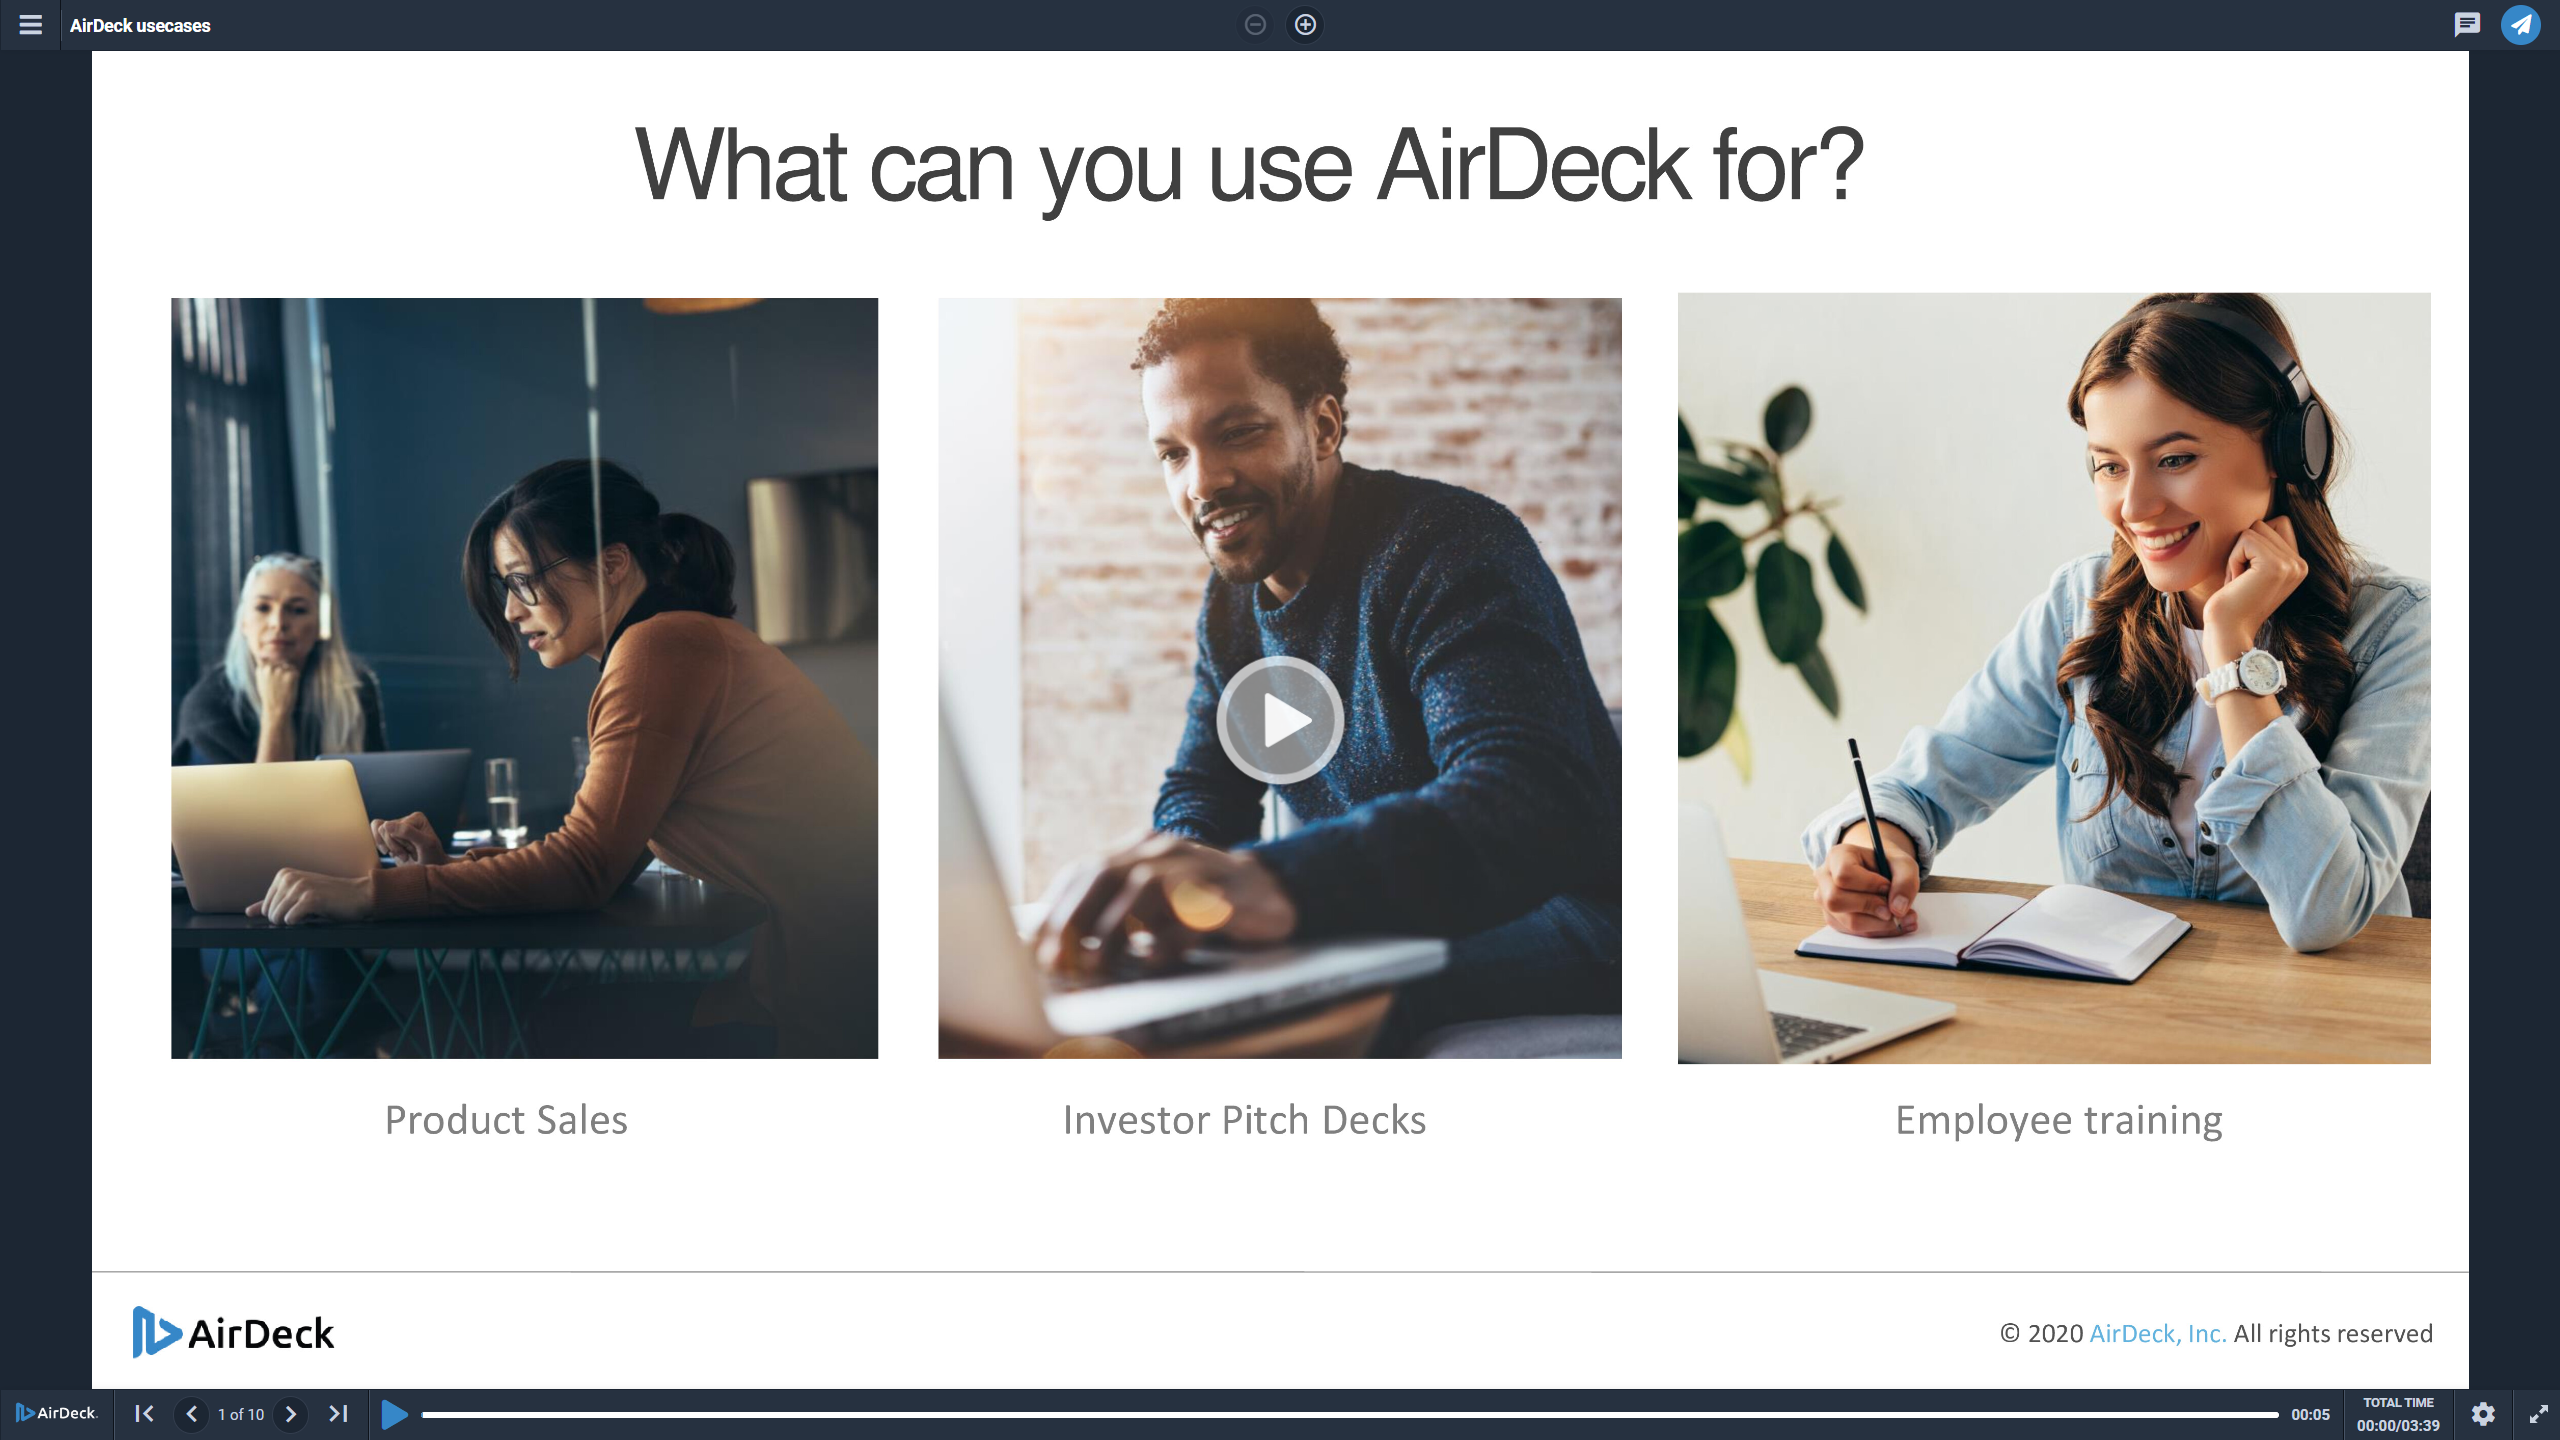 AirDeck usecases
What can you use AirDeck for?
Product Sales
Investor Pitch Decks
Employee training
AirDeck
© 2020 AirDeck, Inc. All rights reserved
AirDeck.
1 of 10
00:05
TOTAL TIME
00:00/03:39